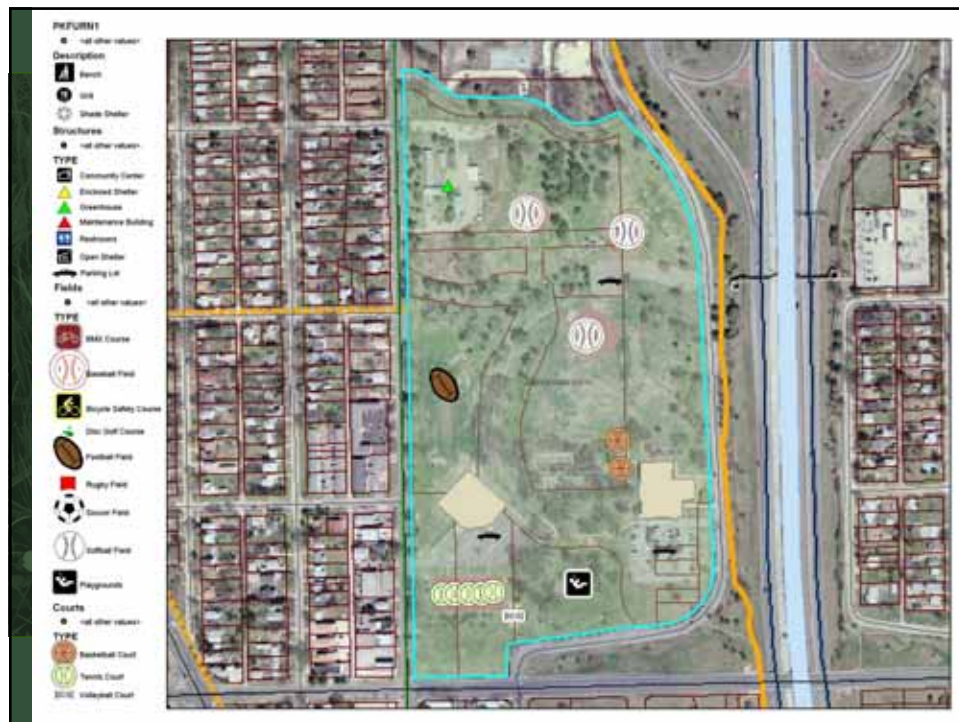 PKFURN1
<all other values>
Description
Bench
Grill
Shade Shelter
Structures
<all other values>
TYPE
Community Center
Enclosed Shelter
Greenhouse
Maintenance Building
Restrooms
Open Shelter
Parking Lot
Fields
<all other values>
TYPE
BMX Course
Baseball Field
Bicycle Safety Course
Disc Golf Course
Football Field
Rugby Field
Soccer Field
Softball Field
Playgrounds
Courts
<all other values>
TYPE
Basketball Court
Tennis Court
Volleyball Court